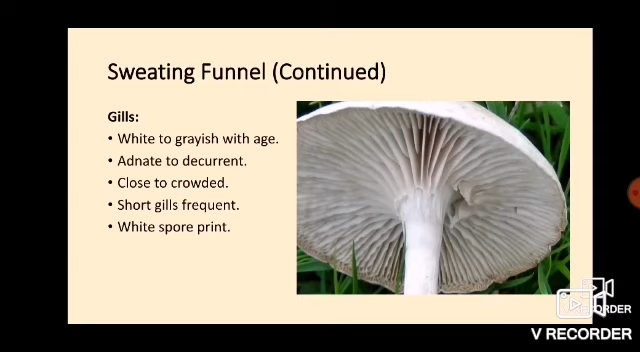 Sweating Funnel (Continued)
Gills:
• White to grayish with age.
• Adnate to decurrent.
• Close to crowded.
• Short gills frequent.
• White spore print.
V RECORDER